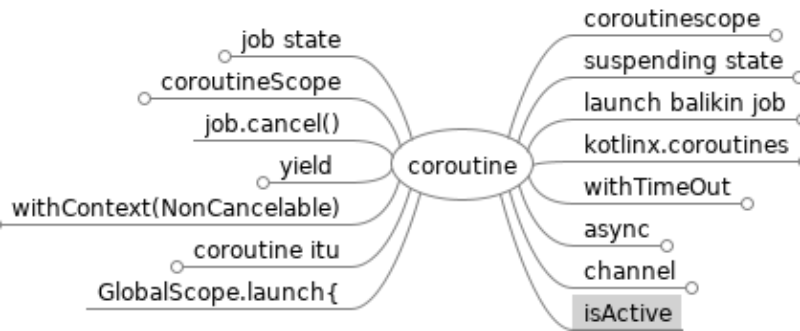 job state
coroutineScope
job.cancel()
yield
withContext(NonCancelable)
coroutine itu
GlobalScope.launch{
coroutine
coroutinescope
suspending state
launch balikin job
kotlinx.coroutines
withTimeOut
async
channel
isActive